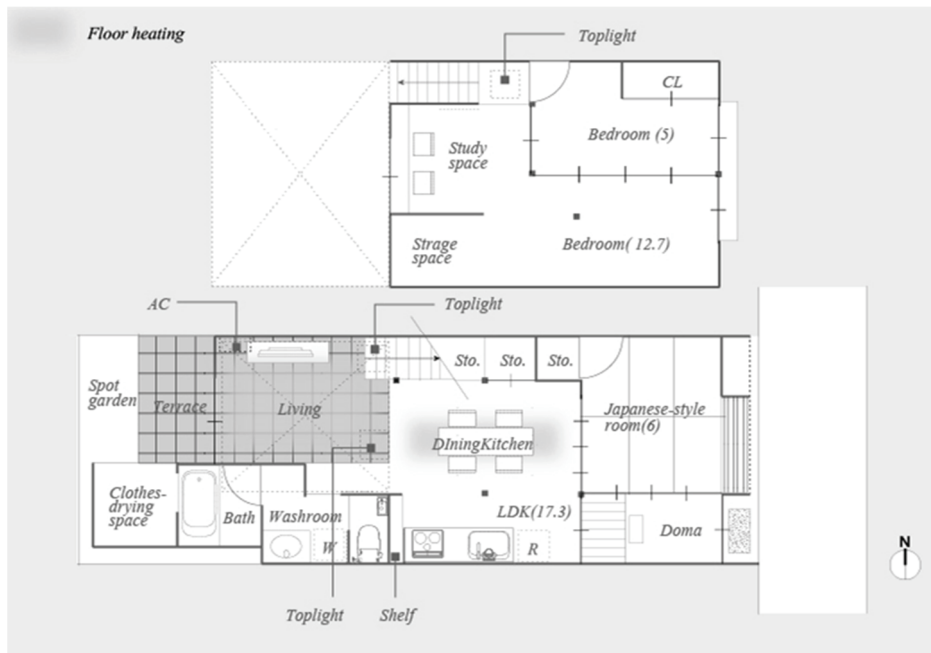 Floor heating
Toplight
CL
Bedroom (5)
Study
space
Strage
space
Bedroom( 12.7)
AC
Toplight
Sto.
Sto.
Sto.
Spot
garden
Terrace
Living
Japanese-style
room(6)
DIningKitchen
Clothes-
drying
space
Bath
Washroom
LDK(17.3)
W
R
Doma
N
Toplight
Shelf